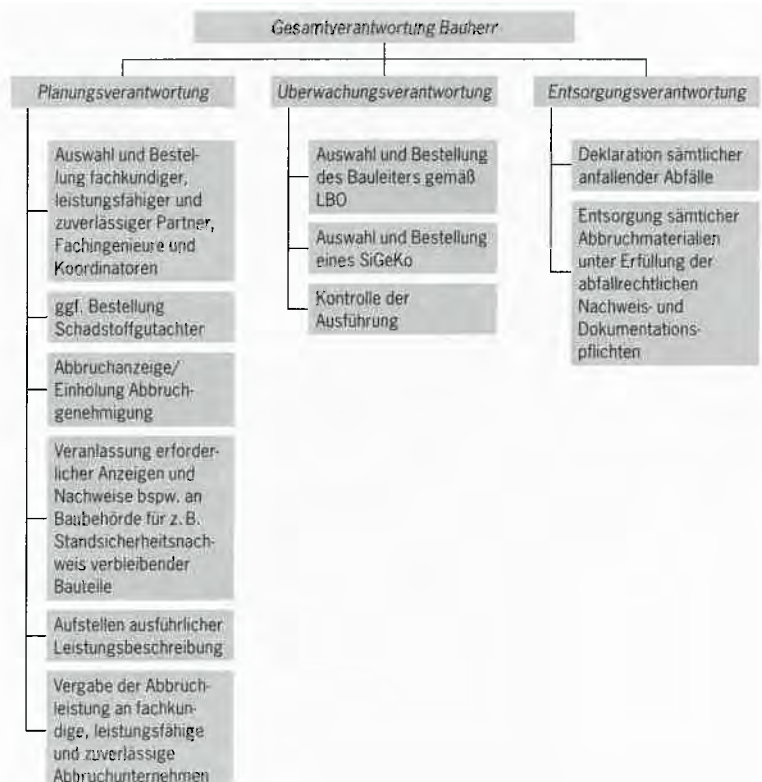 Gesamtverantwortung Bauherr
Planungsverantwortung
Auswahl und Bestel-
lung fachkundiger,
leistungsfähiger und
zuverlässiger Partner,
Fachingenieure und
Koordinatoren
ggf. Bestellung
Schadstoffgutachter
Abbruchanzeige/
Einholung Abbruch-
genehmigung
Veranlassung erforder-
licher Anzeigen und
Nachweise bspw. an
Baubehörde für z. B.
Standsicherheitsnach-
weis verbleibender
Bauteile
Aufstellen ausführlicher
Leistungsbeschreibung
Vergabe der Abbruch-
leistung an fachkun-
dige, leistungsfähige
und zuverlässige
Abbruchunternehmen
Überwachungsverantwortung
Auswahl und Bestellung
des Bauleiters gemäß
LBO
Auswahl und Bestellung
eines SiGeKo
Kontrolle der
Ausführung
Entsorgungsverantwortung
Deklaration sämtlicher
anfallender Abfälle
Entsorgung sämticher
Abbruchmaterialien
unter Erfüllung der
abfallrechtlichen
Nachweis- und
Dokumentations-
pflichten